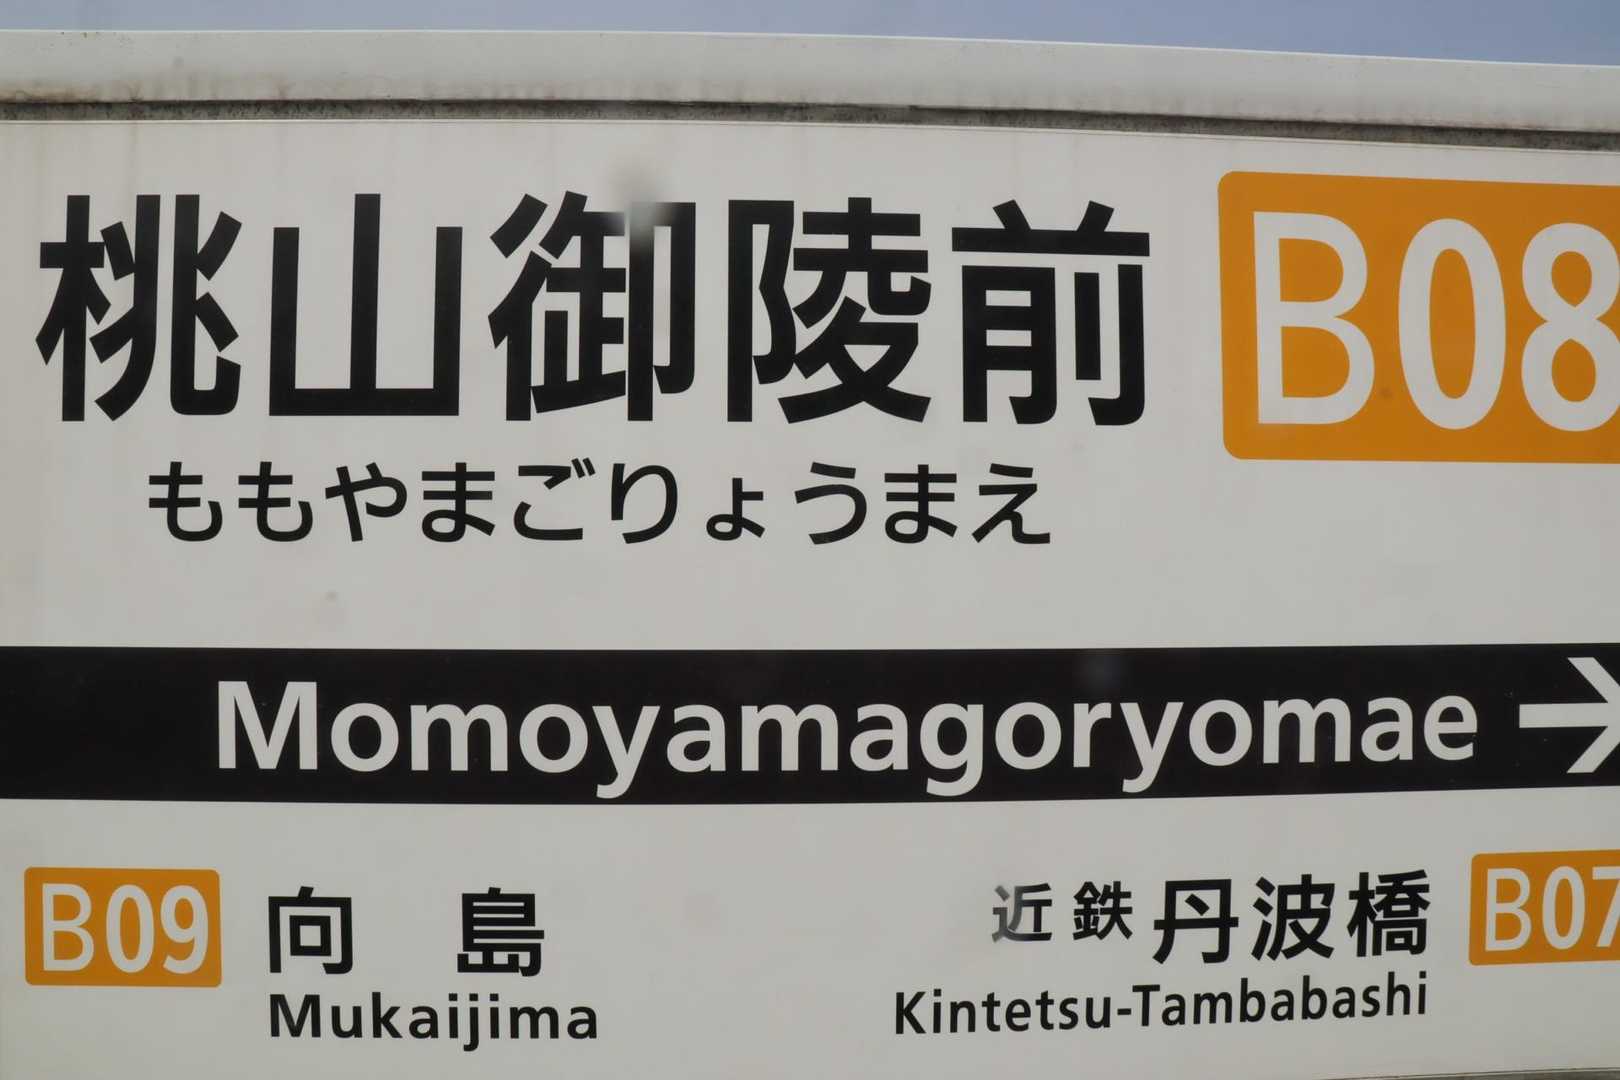 桃山御陵前 B08
ももやまごりょうまえ
Momoyamagoryomae →
B09 向島 近鉄丹波橋 B07
Mukaijima Kintetsu-Tambabashi